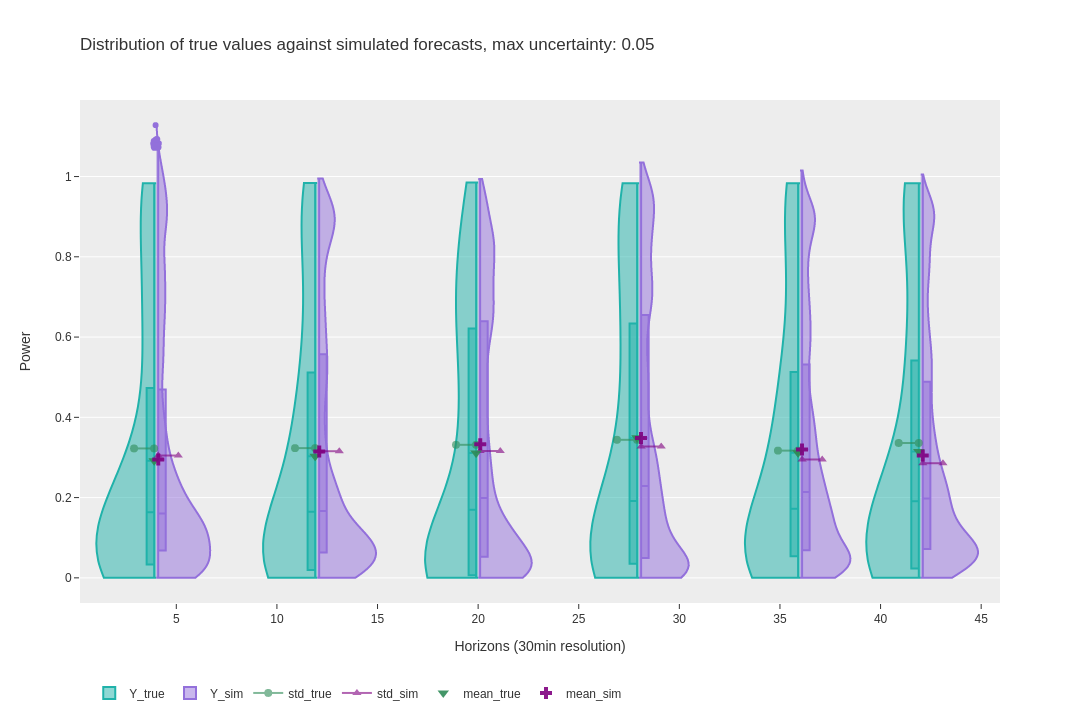 Distribution of true values against simulated forecasts, max uncertainty: 0.05
1
0.8
0.6
0.4
0.2
0
Power
5 10 15 20 25 30 35 40 45
Horizons (30min resolution)
Y_true Y_sim std_true std_sim mean_true mean_sim